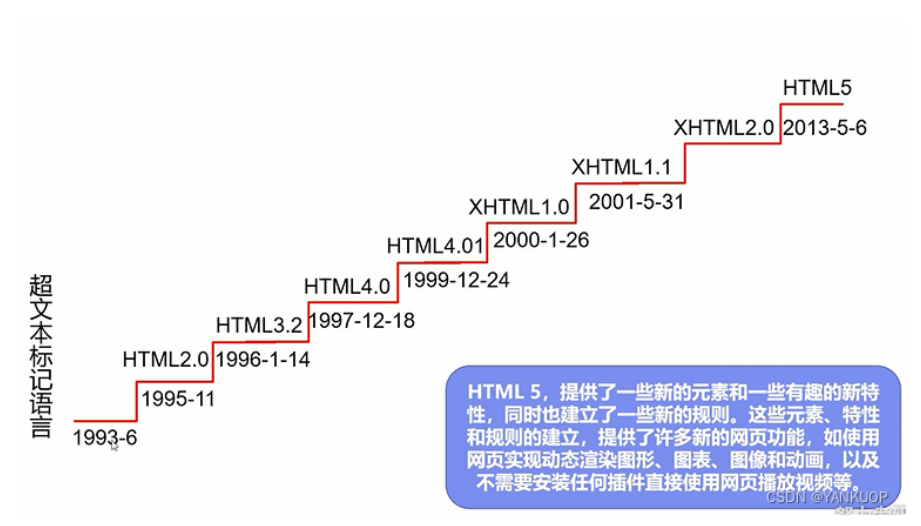 HTML5
XHTML2.0
2013-5-6
XHTML1.1
2001-5-31
XHTML1.0
2000-1-26
HTML4.01
1999-12-24
HTML4.0
1997-12-18
HTML3.2
1996-1-14
HTML2.0
1995-11
超文本标记语言
1993-6
HTML 5，提供了一些新的元素和一些有趣的新特
性，同时也建立了一些新的规则。这些元素、特性
和规则的建立，提供了许多新的网页功能，如使用
网页实现动态渲染图形、图表、图像和动画，以及
不需要安装任何插件直接使用网页播放视频等。
CSDN @YANKUOP